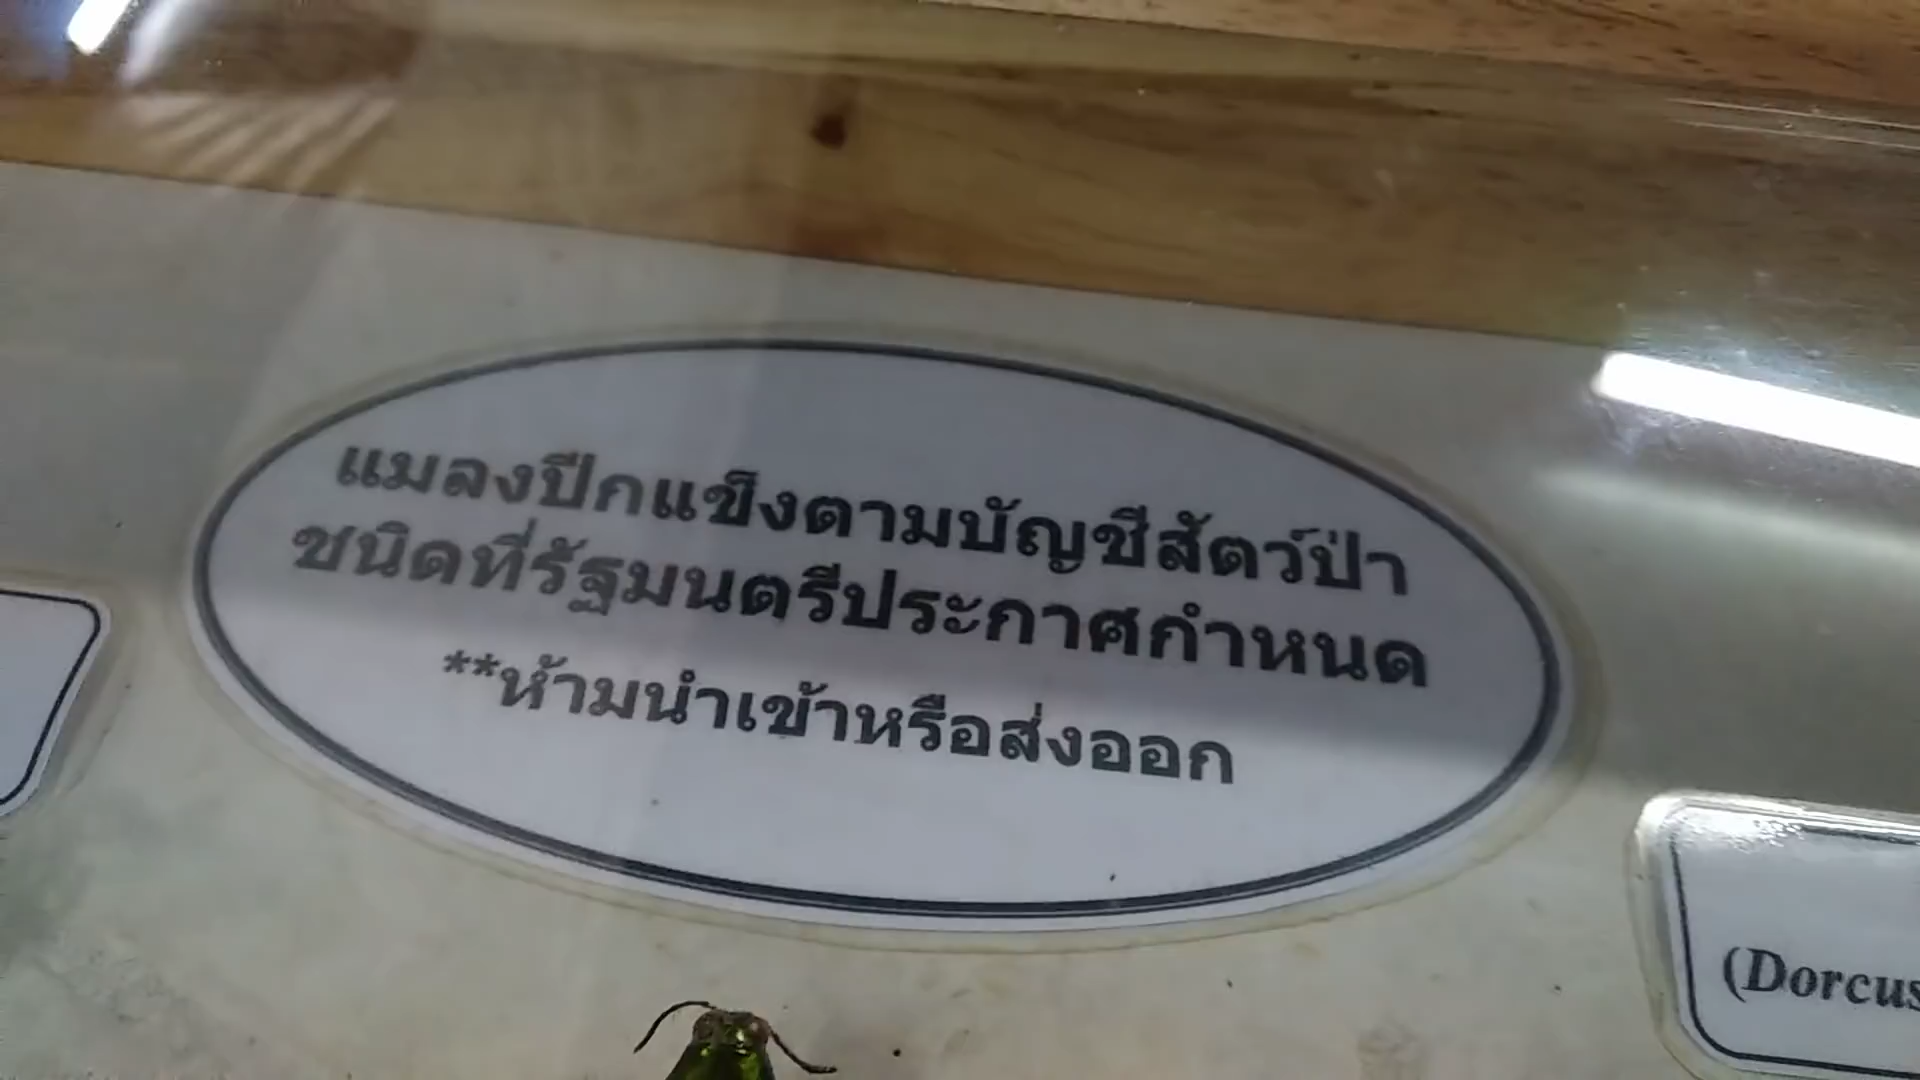 แมลงปีกแข็งตามบัญชีสัตว์ป่า
ชนิดที่รัฐมนตรีประกาศกำหนด
**ห้ามนำเข้าหรือส่งออก
(Dorcus